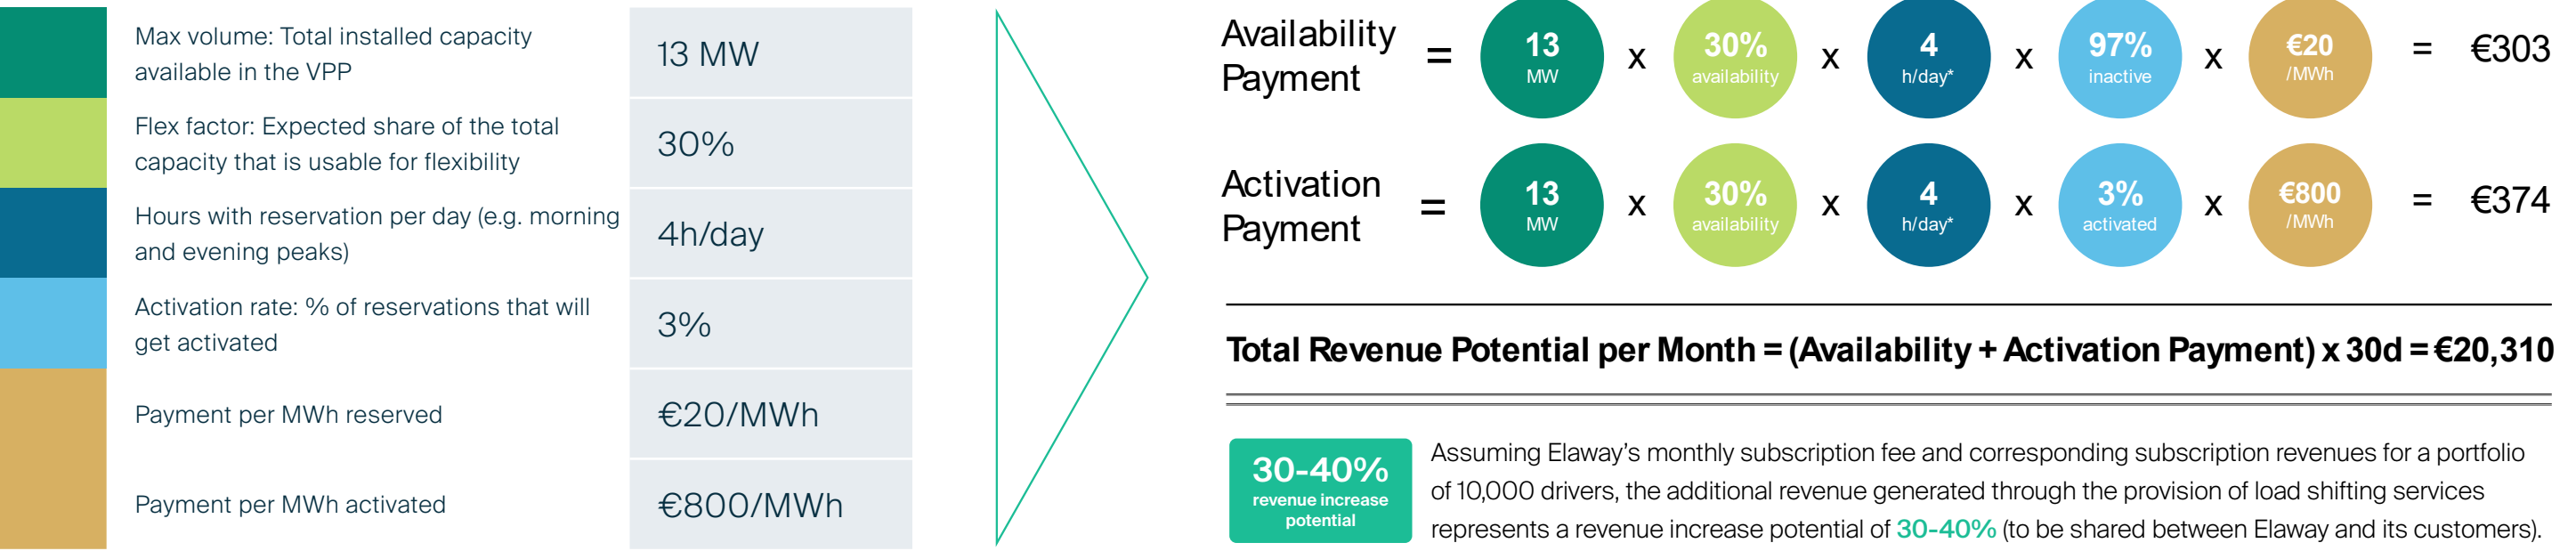 Max volume: Total installed capacity
available in the VPP
13 MW
Flex factor: Expected share of the total
capacity that is usable for flexibility
30%
Hours with reservation per day (e.g. morning
and evening peaks)
4h/day
Activation rate: % of reservations that will
get activated
3%
Payment per MWh reserved
€20/MWh
Payment per MWh activated
€800/MWh
Availability
Payment
=
13
MW
x
30%
availability
x
4
h/day*
x
97%
inactive
x
€20
/MWh
=
€303
Activation
Payment
=
13
MW
x
30%
availability
x
4
h/day*
x
3%
activated
x
€800
/MWh
=
€374
Total Revenue Potential per Month = (Availability + Activation Payment) x 30d = €20,310
30-40%
revenue increase
potential
Assuming Elaway’s monthly subscription fee and corresponding subscription revenues for a portfolio
of 10,000 drivers, the additional revenue generated through the provision of load shifting services
represents a revenue increase potential of 30-40% (to be shared between Elaway and its customers).